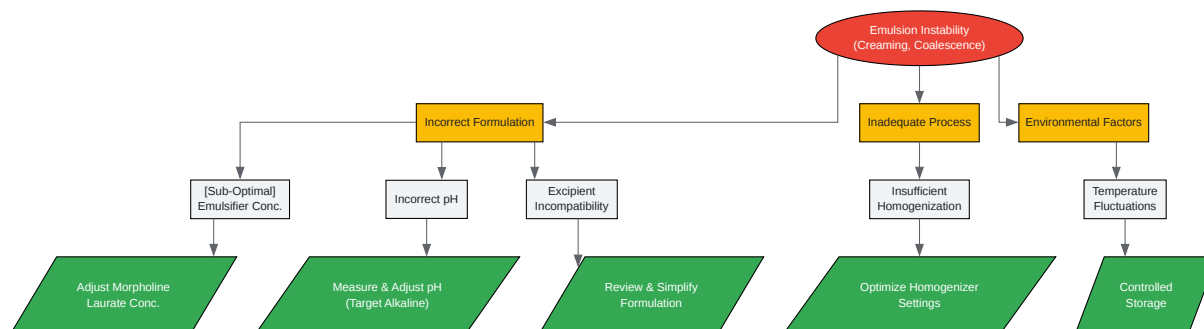 Emulsion Instability
(Creaming, Coalescence)
Incorrect Formulation
Inadequate Process
Environmental Factors
[Sub-Optimal]
Emulsifier Conc.
Incorrect pH
Excipient
Incompatibility
Insufficient
Homogenization
Temperature
Fluctuations
Adjust Morpholine
Laurate Conc.
Measure & Adjust pH
(Target Alkaline)
Review & Simplify
Formulation
Optimize Homogenizer
Settings
Controlled
Storage